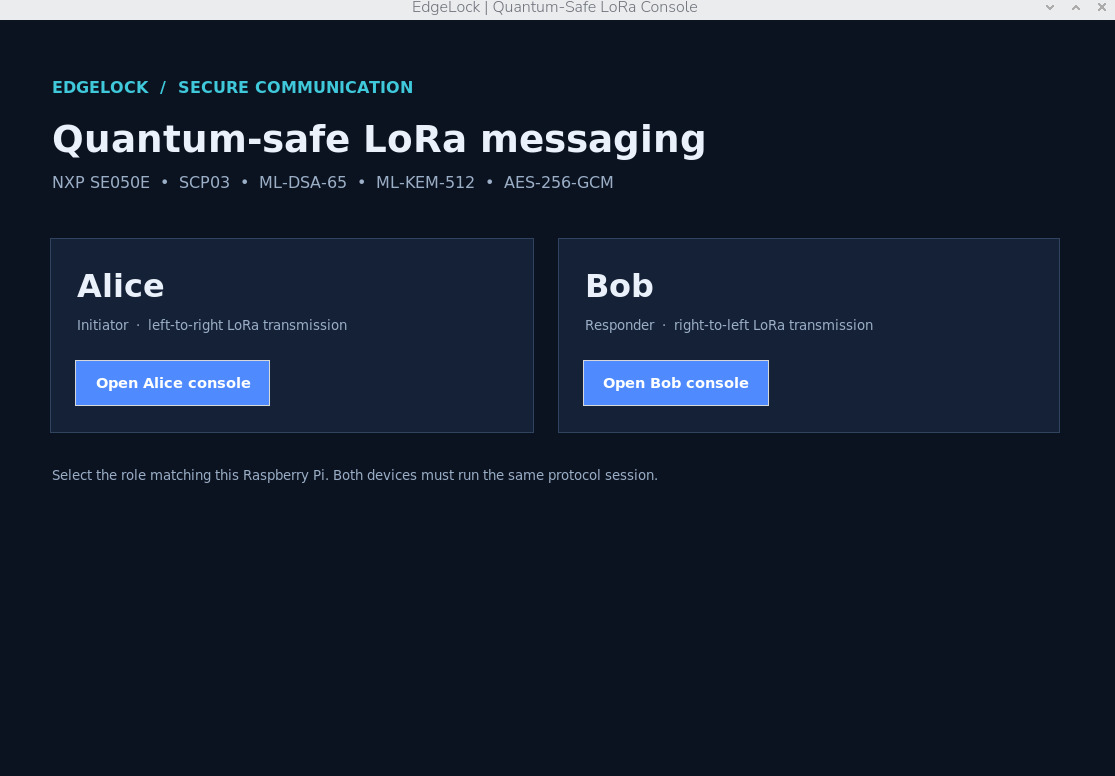 EdgeLock | Quantum-Safe LoRa Console
EDGELOCK / SECURE COMMUNICATION
Quantum-safe LoRa messaging
NXP SE050E • SCP03 • ML-DSA-65 • ML-KEM-512 • AES-256-GCM
Alice
Initiator · left-to-right LoRa transmission
Open Alice console
Bob
Responder · right-to-left LoRa transmission
Open Bob console
Select the role matching this Raspberry Pi. Both devices must run the same protocol session.